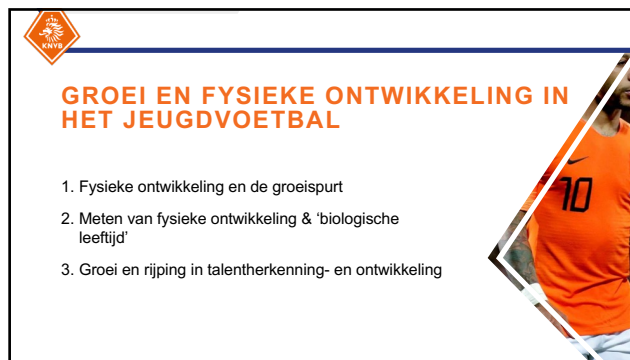 KNVB
GROEI EN FYSIEKE ONTWIKKELING IN
HET JEUGDVOETBAL
1. Fysieke ontwikkeling en de groeispurt
2. Meten van fysieke ontwikkeling & ‘biologische
leeftijd’
3. Groei en rijping in talentherkenning- en ontwikkeling
10